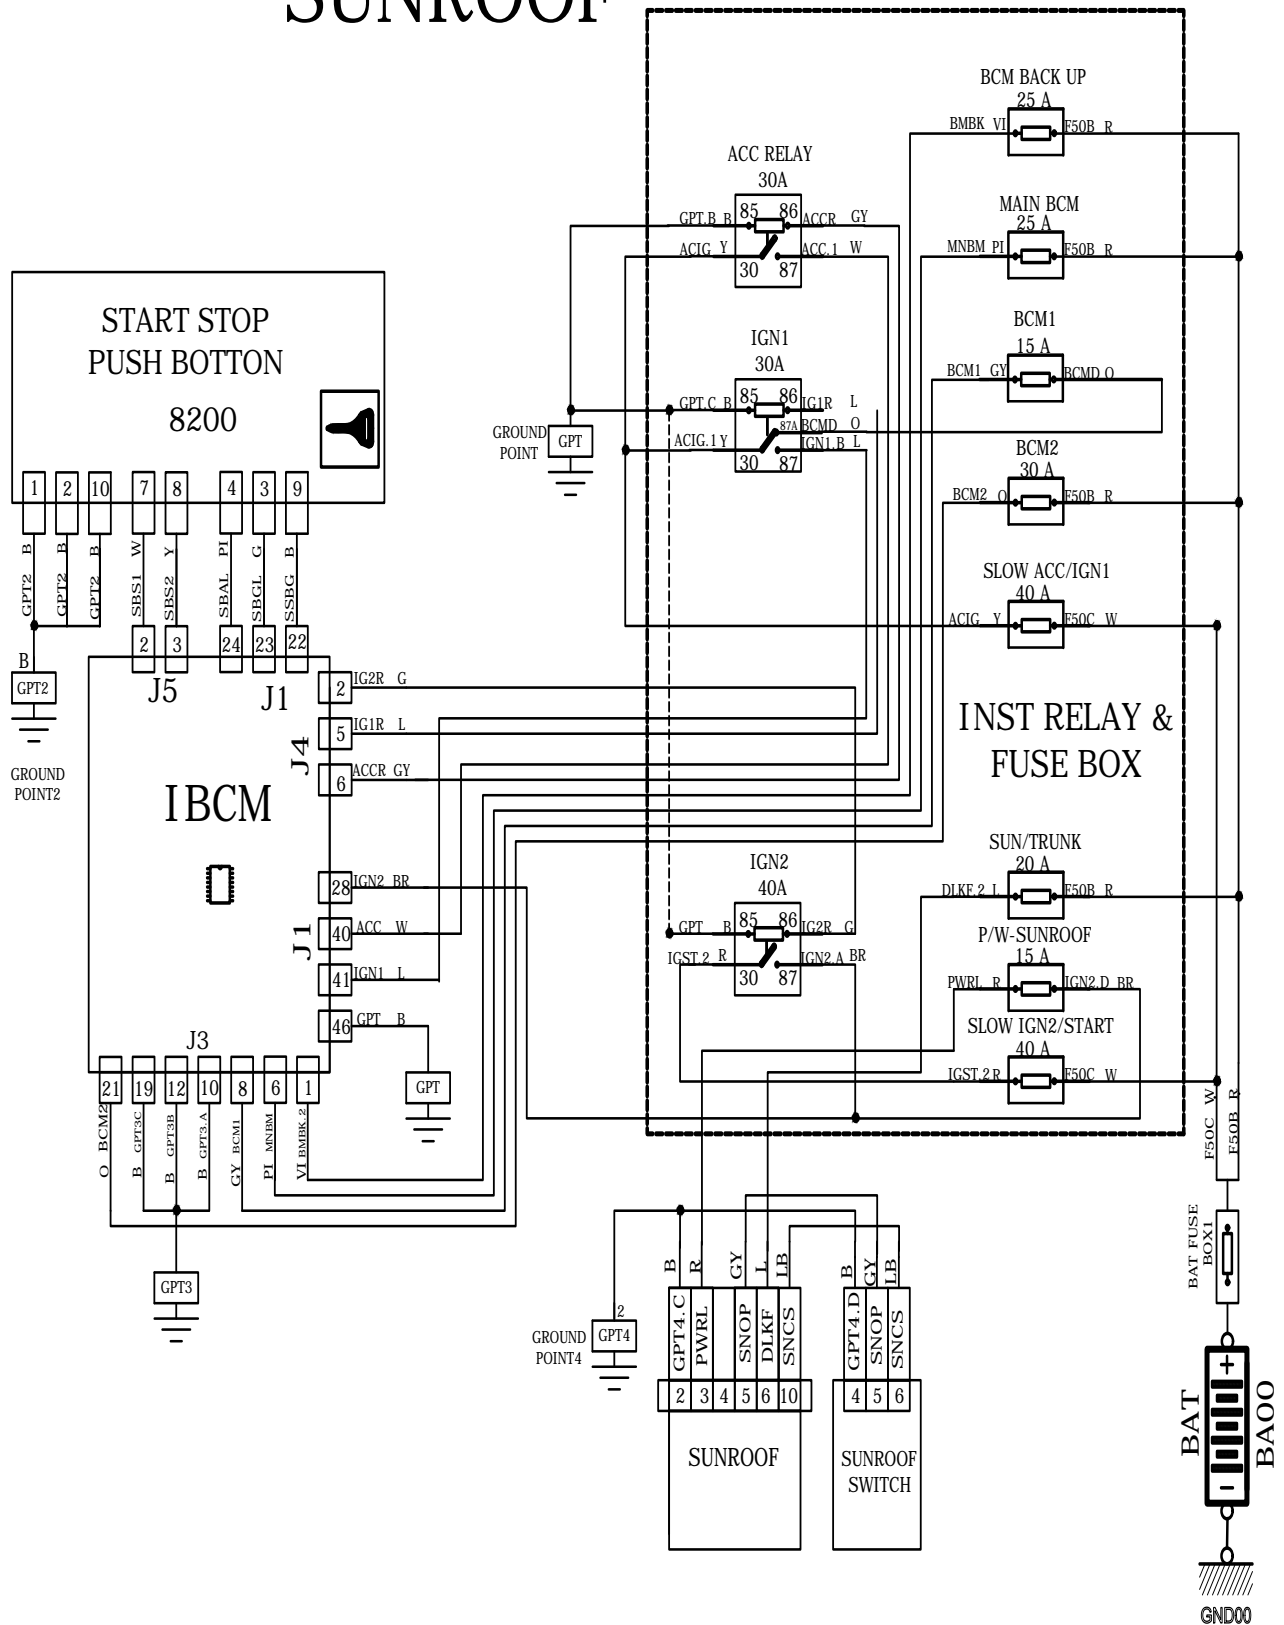 SUNROOF
BCM BACK UP
25 A
BMBK VI
F50B R
ACC RELAY
30A
85 86
GPT.B B
ACCR GY
ACIG Y
ACC.1 W
30 87
MAIN BCM
25 A
MNBM PI
F50B R
START STOP
PUSH BOTTON
8200
BCM1
15 A
BCM1 GY
BCMD O
IGN1
30A
85 86
GPT.C B
IG1R L
87A BCMD O
ACIG.1 Y
IGN1.B L
30 87
GROUND
POINT
GPT
BCM2
30 A
BCM2 O
F50B R
1 2 10 7 8 4 3 9
GPT2 B
GPT2 B
GPT2 B
SBS1 W
SBS2 Y
SBAL PI
SBGL G
SSBG B
SLOW ACC/IGN1
40 A
ACIG Y
F50C W
2 3 24 23 22
J5
J1
B
GPT2
GROUND
POINT2
2 IG2R G
5 IG1R L
6 ACCR GY
J4
IBCM
INST RELAY &
FUSE BOX
28 IGN2 BR
40 ACC W
41 IGN1 L
46 GPT B
J1
GPT
SUN/TRUNK
20 A
DLKF.2 L
F50B R
IGN2
40A
85 86
GPT B
IG2R G
IGST.2 R
IGN2.A BR
30 87
P/W-SUNROOF
15 A
PWRL R
IGN2.D BR
SLOW IGN2/START
40 A
IGST.2 R
F50C W
J3
21 19 12 10 8 6 1
O BCM2
B GPT3C
B GPT3B
B GPT3.A
GY BCM1
PI MNBM
VI BMBK.2
GPT3
F50C W
F50B R
BAT FUSE
BOX1
2
GROUND
POINT4
GPT4
B
R
GY
L
LB
GPT4.C
PWRL
SNOP
DLKF
SNCS
2 3 4 5 6 10
SUNROOF
B
GY
LB
GPT4.D
SNOP
SNCS
4 5 6
SUNROOF
SWITCH
+
BAT
BA00
-
GND00